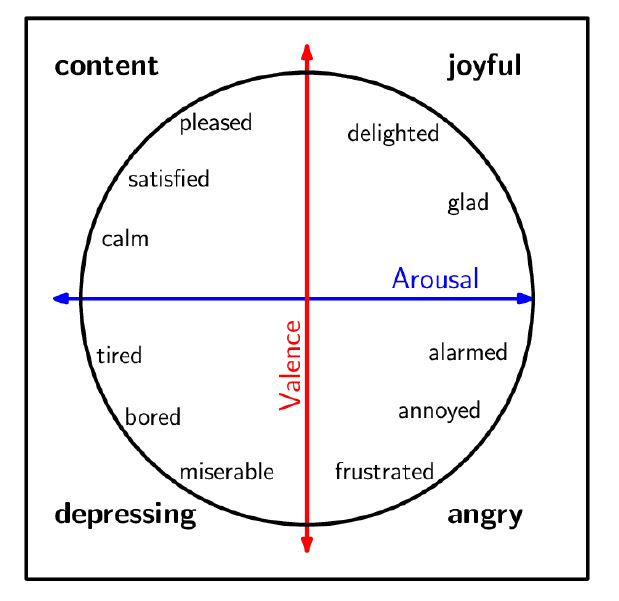 content
joyful
pleased
delighted
satisfied
glad
calm
Arousal
Valence
tired
alarmed
bored
annoyed
miserable
frustrated
depressing
angry